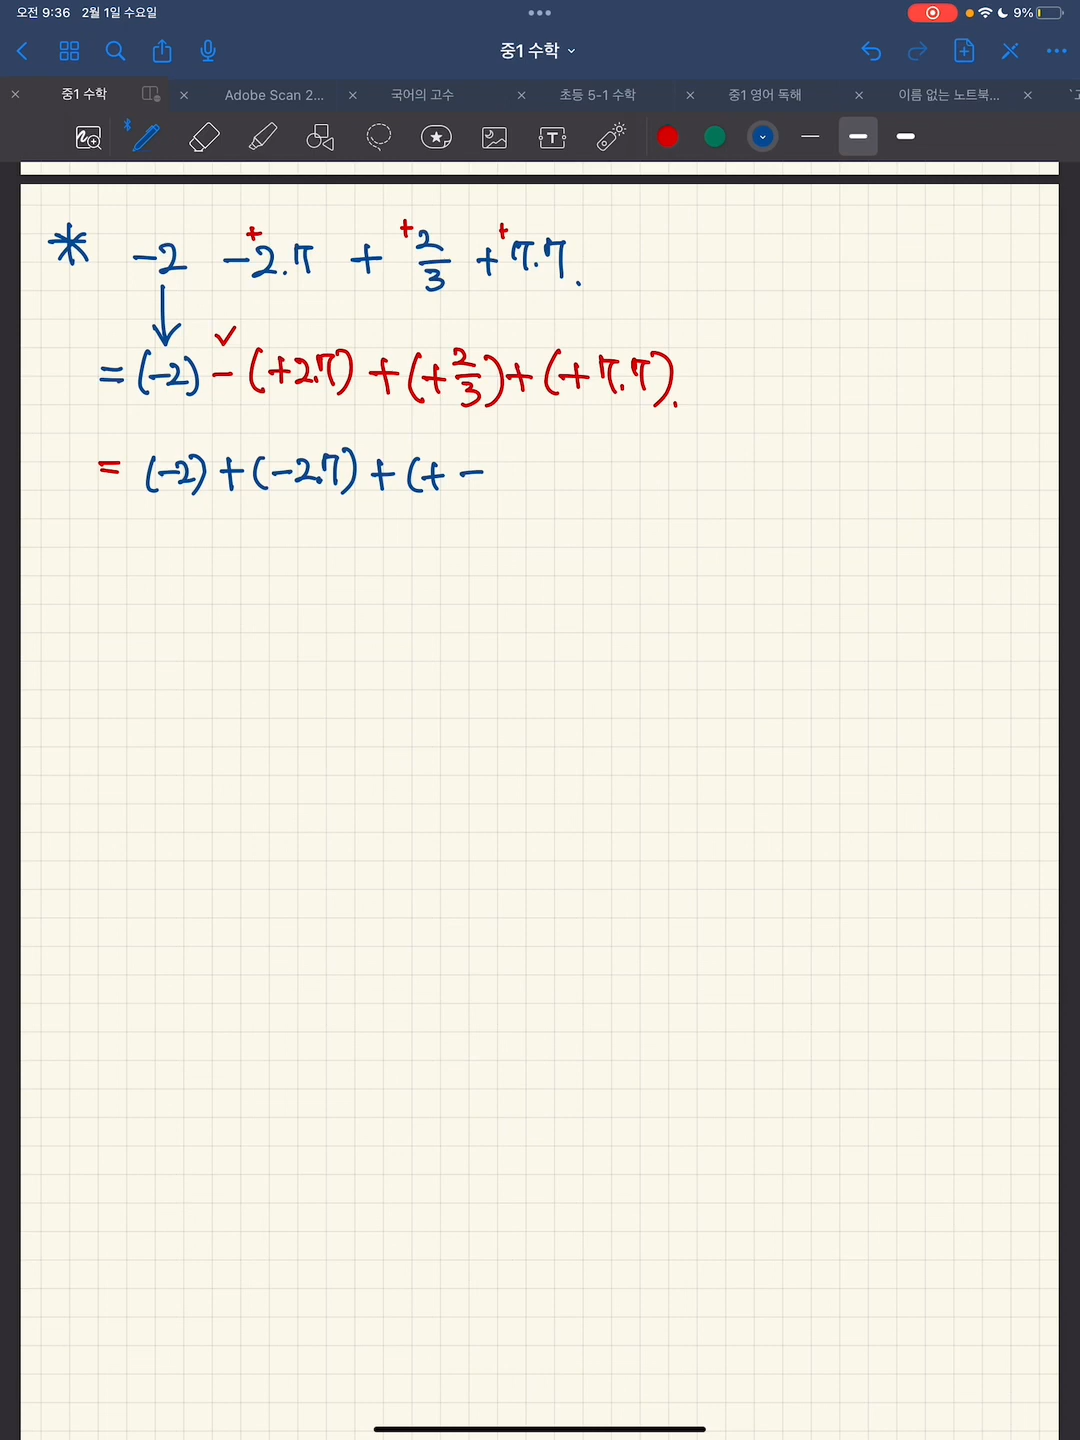 오전 9:36 2월 1일 수요일
9%
중1 수학
중1 수학 Adobe Scan 2... 국어의 고수 초등 5-1 수학 중1 영어 독해 이름 없는 노트북...
+ + +
* -2 -2.7 + 2/3 +7.7.
= (-2) - (+2.7) + (+2/3) + (+7.7).
= (-2) + (-2.7) + (+ -